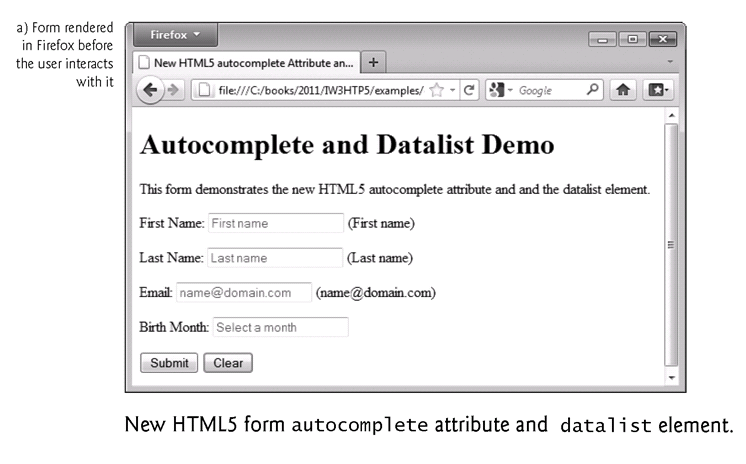 a) Form rendered
in Firefox before
the user interacts
with it
Firefox
New HTML5 autocomplete Attribute an...
file:///C:/books/2011/IW3HTP5/examples/
Google
Autocomplete and Datalist Demo
This form demonstrates the new HTML5 autocomplete attribute and and the datalist element.
First Name: First name (First name)
Last Name: Last name (Last name)
Email: name@domain.com (name@domain.com)
Birth Month: Select a month
Submit Clear
New HTML5 form autocomplete attribute and datalist element.